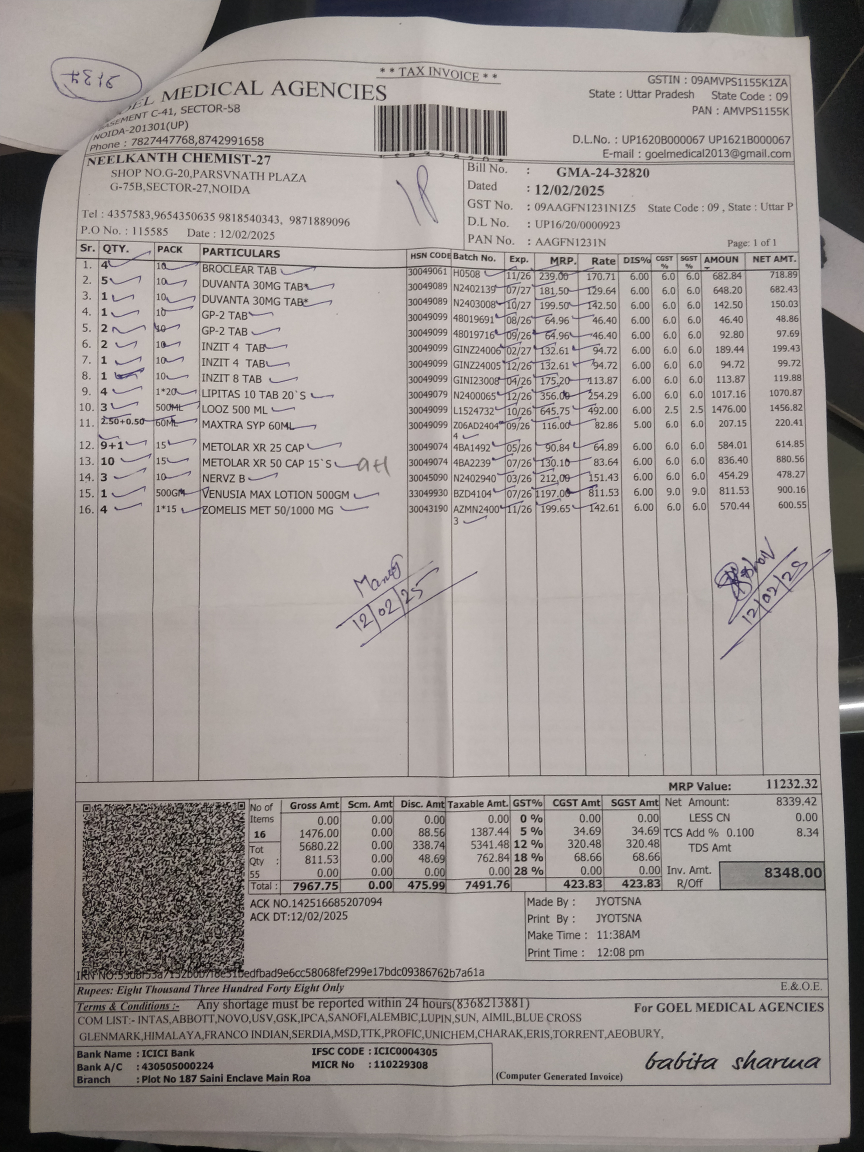 9137
** TAX INVOICE **
GSTIN : 09AMVPS1155K1ZA
State : Uttar Pradesh State Code : 09
PAN : AMVPS1155K
GOEL MEDICAL AGENCIES
BASEMENT C-41, SECTOR-58
NOIDA-201301(UP)
Phone : 7827447768,8742991658
D.L.No. : UP1620B000067 UP1621B000067
E-mail : goelmedical2013@gmail.com
NEELKANTH CHEMIST-27
SHOP NO.G-20,PARSVNATH PLAZA
G-75B,SECTOR-27,NOIDA
Tel : 4357583,9654350635 9818540343, 9871889096
P.O No. : 115585 Date : 12/02/2025
18
Bill No. : GMA-24-32820
Dated : 12/02/2025
GST No. : 09AAGFN1231N1Z5 State Code : 09 , State : Uttar P
D.L No. : UP16/20/0000923
PAN No. : AAGFN1231N Page: 1 of 1
Sr. QTY. PACK PARTICULARS HSN CODE Batch No. Exp. MRP. Rate DIS% CGST % SGST % AMOUN NET AMT.
1. 4 10 BROCLEAR TAB 30049061 H0508 11/26 239.00 170.71 6.00 6.0 6.0 682.84 718.89
2. 5 10 DUVANTA 30MG TAB* 30049089 N2402139 07/27 181.50 129.64 6.00 6.0 6.0 648.20 682.43
3. 1 10 DUVANTA 30MG TAB* 30049089 N2403008 10/27 199.50 142.50 6.00 6.0 6.0 142.50 150.03
4. 1 10 GP-2 TAB 30049099 48019691 08/26 64.96 46.40 6.00 6.0 6.0 46.40 48.86
5. 2 10 GP-2 TAB 30049099 48019716 09/26 64.96 46.40 6.00 6.0 6.0 92.80 97.69
6. 2 10 INZIT 4 TAB 30049099 GINZ24006 02/27 132.61 94.72 6.00 6.0 6.0 189.44 199.43
7. 1 10 INZIT 4 TAB 30049099 GINZ24005 12/26 132.61 94.72 6.00 6.0 6.0 94.72 99.72
8. 1 10 INZIT 8 TAB 30049099 GINI23008 04/26 175.20 113.87 6.00 6.0 6.0 113.87 119.88
9. 4 1*20 LIPITAS 10 TAB 20`S 30049079 N2400065 12/26 356.00 254.29 6.00 6.0 6.0 1017.16 1070.87
10. 3 500ML LOOZ 500 ML 30049099 L1524732 10/26 645.75 492.00 6.00 2.5 2.5 1476.00 1456.82
11. 2.50+0.50 60ML MAXTRA SYP 60ML 30049099 Z06AD2404 09/26 116.00 82.86 5.00 6.0 6.0 207.15 220.41
4
12. 9+1 15 METOLAR XR 25 CAP 30049074 4BA1492 05/26 90.84 64.89 6.00 6.0 6.0 584.01 614.85
13. 10 15 METOLAR XR 50 CAP 15`S 9+1 30049074 4BA2239 07/26 130.10 83.64 6.00 6.0 6.0 836.40 880.56
14. 3 10 NERVZ B 30045090 N2402940 03/26 212.00 151.43 6.00 6.0 6.0 454.29 478.27
15. 1 500GM VENUSIA MAX LOTION 500GM 33049930 BZD4104 07/26 1197.00 811.53 6.00 9.0 9.0 811.53 900.16
16. 4 1*15 ZOMELIS MET 50/1000 MG 30043190 AZMN2400 11/26 199.65 142.61 6.00 6.0 6.0 570.44 600.55
3
12/02/25
12/02/25
MRP Value: 11232.32
No of Items 16
Tot Qty : 55
Gross Amt Scm. Amt Disc. Amt Taxable Amt. GST% CGST Amt SGST Amt
0.00 0.00 0.00 0.00 0 % 0.00 0.00
1476.00 0.00 88.56 1387.44 5 % 34.69 34.69
5680.22 0.00 338.74 5341.48 12 % 320.48 320.48
811.53 0.00 48.69 762.84 18 % 68.66 68.66
0.00 0.00 0.00 0.00 28 % 0.00 0.00
Total : 7967.75 0.00 475.99 7491.76 423.83 423.83
Net Amount: 8339.42
LESS CN 0.00
TCS Add % 0.100 8.34
TDS Amt
Inv. Amt. 8348.00
R/Off
ACK NO.142516685207094
ACK DT:12/02/2025
Made By : JYOTSNA
Print By : JYOTSNA
Make Time : 11:38AM
Print Time : 12:08 pm
Rupees: Eight Thousand Three Hundred Forty Eight Only
E.&O.E.
Terms & Conditions :- Any shortage must be reported within 24 hours(8368213881)
For GOEL MEDICAL AGENCIES
COM LIST:- INTAS,ABBOTT,NOVO,USV,GSK,IPCA,SANOFI,ALEMBIC,LUPIN,SUN, AIMIL,BLUE CROSS
GLENMARK,HIMALAYA,FRANCO INDIAN,SERDIA,MSD,TTK,PROFIC,UNICHEM,CHARAK,ERIS,TORRENT,AEOBURY,
Bank Name : ICICI Bank IFSC CODE : ICIC0004305
Bank A/C : 430505000224 MICR No : 110229308
Branch : Plot No 187 Saini Enclave Main Roa
(Computer Generated Invoice)
babita sharma